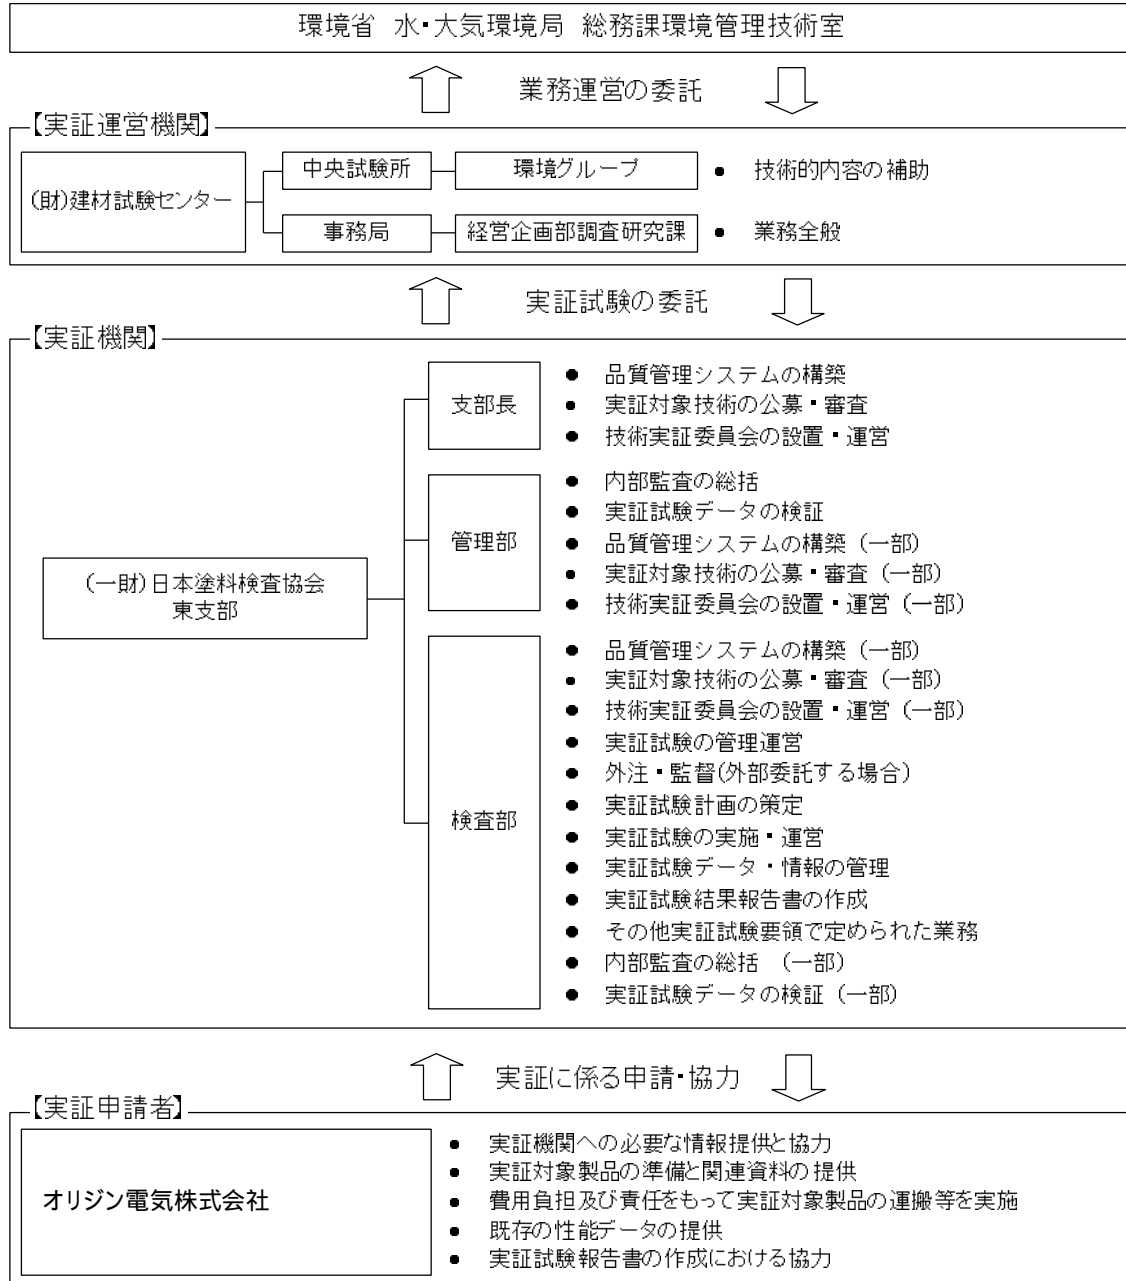 環境省 水・大気環境局 総務課環境管理技術室
業務運営の委託
【実証運営機関】
(財)建材試験センター
中央試験所
環境グループ
● 技術的内容の補助
事務局
経営企画部調査研究課
● 業務全般
実証試験の委託
【実証機関】
(一財)日本塗料検査協会
東支部
支部長
● 品質管理システムの構築
● 実証対象技術の公募・審査
● 技術実証委員会の設置・運営
管理部
● 内部監査の総括
● 実証試験データの検証
● 品質管理システムの構築(一部)
● 実証対象技術の公募・審査(一部)
● 技術実証委員会の設置・運営(一部)
検査部
● 品質管理システムの構築(一部)
● 実証対象技術の公募・審査(一部)
● 技術実証委員会の設置・運営(一部)
● 実証試験の管理運営
● 外注・監督(外部委託する場合)
● 実証試験計画の策定
● 実証試験の実施・運営
● 実証試験データ・情報の管理
● 実証試験結果報告書の作成
● その他実証試験要領で定められた業務
● 内部監査の総括 (一部)
● 実証試験データの検証(一部)
実証に係る申請・協力
【実証申請者】
オリジン電気株式会社
● 実証機関への必要な情報提供と協力
● 実証対象製品の準備と関連資料の提供
● 費用負担及び責任をもって実証対象製品の運搬等を実施
● 既存の性能データの提供
● 実証試験報告書の作成における協力